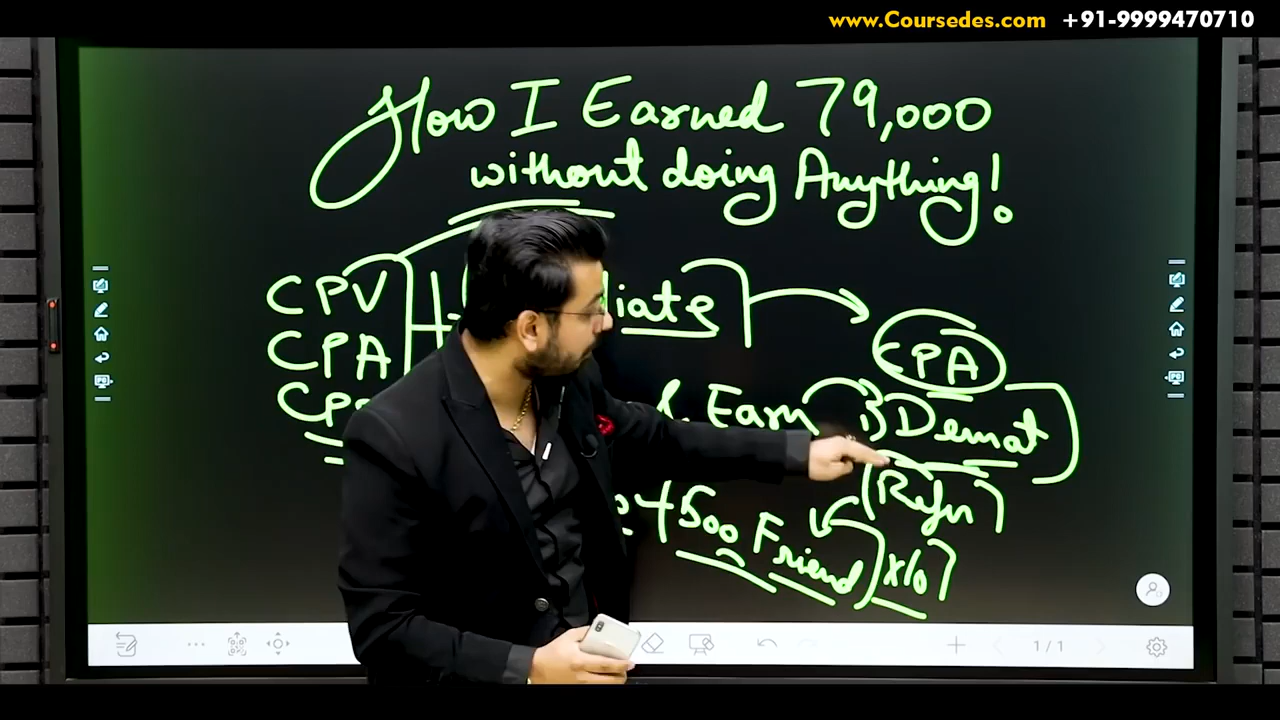 www.Coursedes.com +91-9999470710
How I Earned 79,000
without doing Anything!
CPV
CPA
CPA
Earn
Demat
Refer
500 Friend x10
1/1